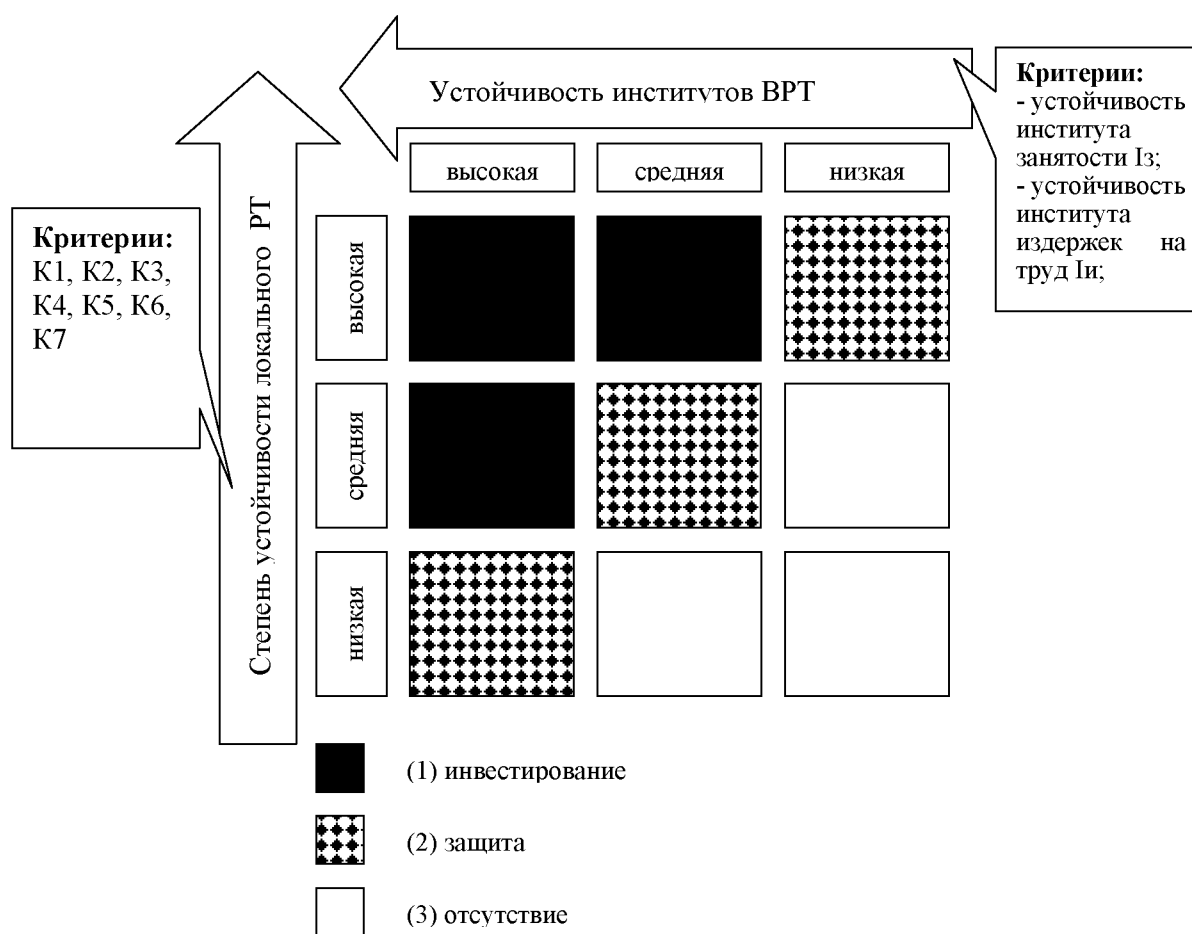 Устойчивость институтов ВРТ
Критерии:
- устойчивость
института
занятости Iз;
- устойчивость
института
издержек на
труд Iи;
высокая
средняя
низкая
Критерии:
К1, К2, К3,
К4, К5, К6,
К7
Степень устойчивости локального РТ
высокая
средняя
низкая
(1) инвестирование
(2) защита
(3) отсутствие